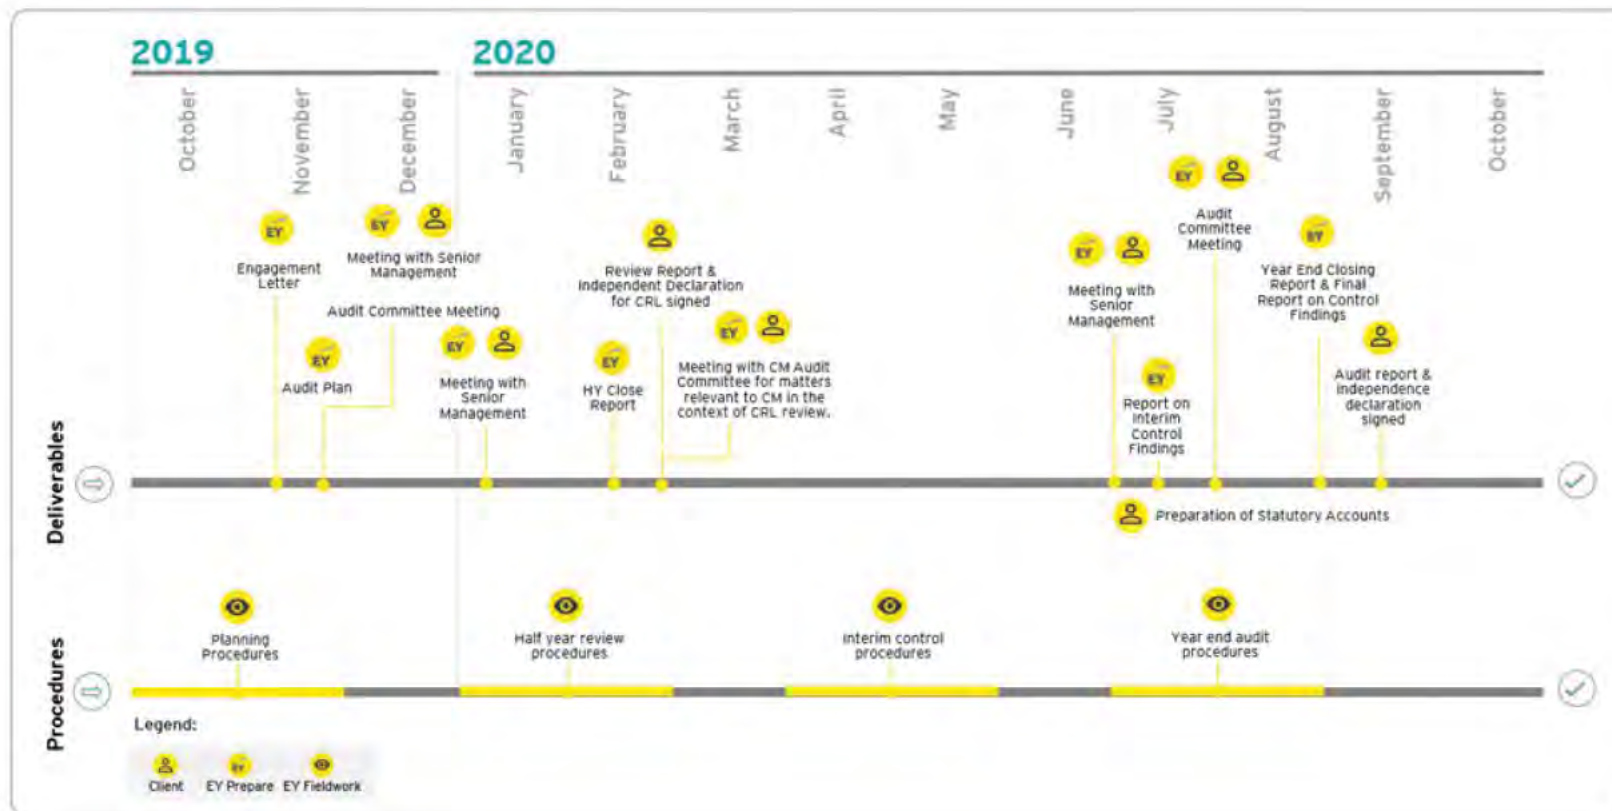 2019
2020
October
November
December
January
February
March
April
May
June
July
August
September
October
EY
Engagement
Letter
EY
Meeting with Senior
Management
Audit Committee Meeting
EY
Audit Plan
EY
Meeting with
Senior
Management
EY
HY Close
Report
Review Report &
Independent Declaration
for CRL signed
EY
Meeting with CM Audit
Committee for matters
relevant to CM in the
context of CRL review.
EY
Meeting with
Senior
Management
EY
Report on
Interim
Control
Findings
EY
Audit
Committee
Meeting
EY
Year End Closing
Report & Final
Report on Control
Findings
Audit report &
independence
declaration
signed
Deliverables
Preparation of Statutory Accounts
Procedures
Planning
Procedures
Half year review
procedures
Interim control
procedures
Year end audit
procedures
Legend:
EY
Client
EY Prepare
EY Fieldwork